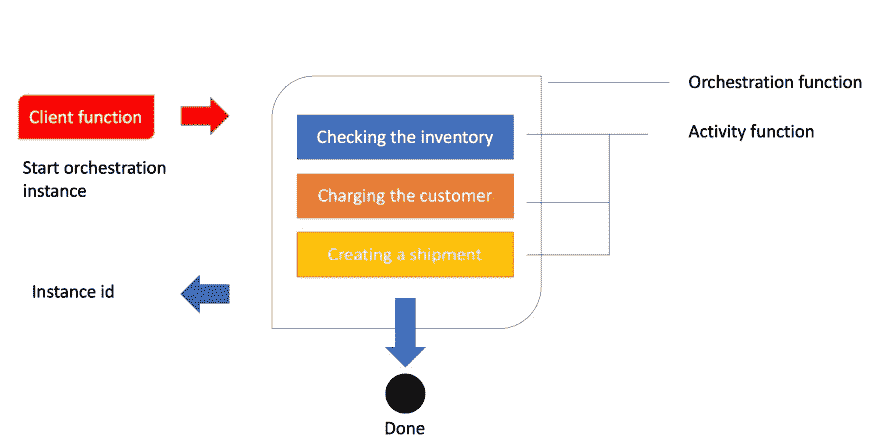 Orchestration function
Client function
Checking the inventory
Activity function
Start orchestration
instance
Charging the customer
Creating a shipment
Instance id
Done